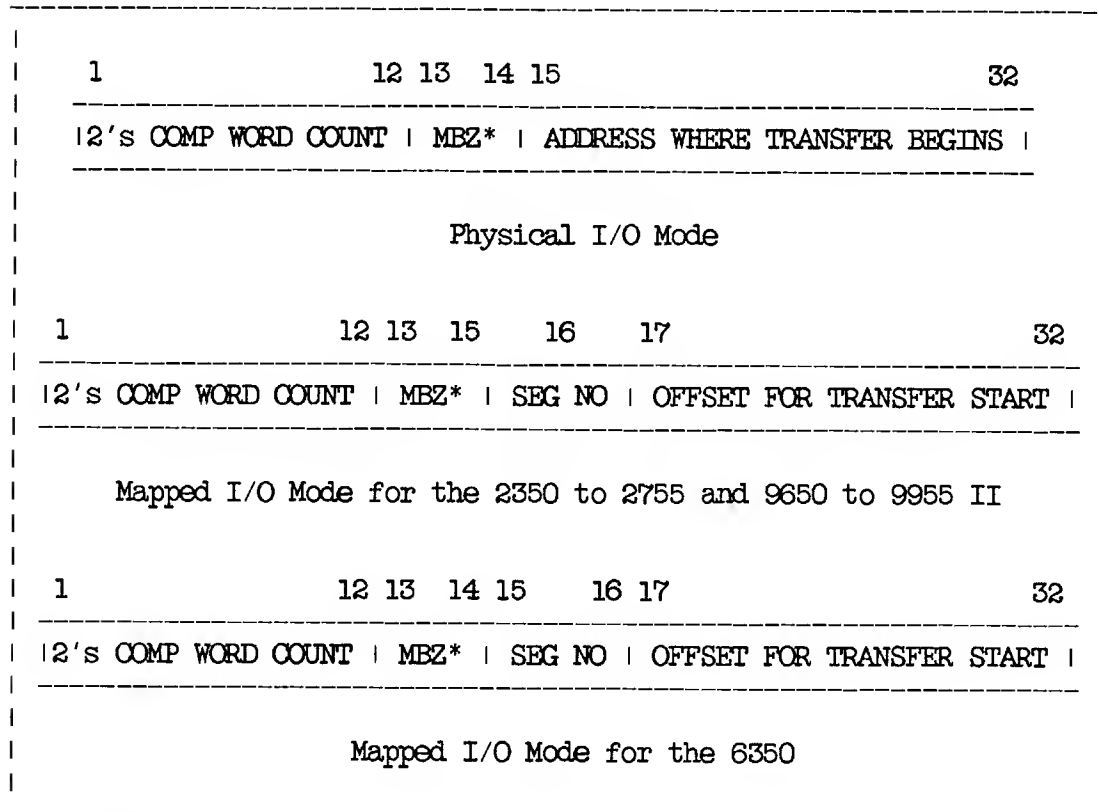 1 12 13 14 15 32
|2's COMP WORD COUNT | MBZ* | ADDRESS WHERE TRANSFER BEGINS |
Physical I/O Mode
1 12 13 15 16 17 32
|2's COMP WORD COUNT | MBZ* | SEG NO | OFFSET FOR TRANSFER START |
Mapped I/O Mode for the 2350 to 2755 and 9650 to 9955 II
1 12 13 14 15 16 17 32
|2's COMP WORD COUNT | MBZ* | SEG NO | OFFSET FOR TRANSFER START |
Mapped I/O Mode for the 6350